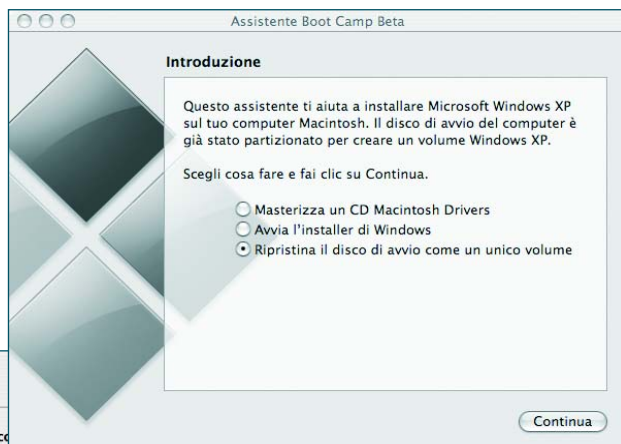 Assistente Boot Camp Beta
Introduzione
Questo assistente ti aiuta a installare Microsoft Windows XP
sul tuo computer Macintosh. Il disco di avvio del computer è
già stato partizionato per creare un volume Windows XP.
Scegli cosa fare e fai clic su Continua.
Masterizza un CD Macintosh Drivers
Avvia l'installer di Windows
Ripristina il disco di avvio come un unico volume
Continua